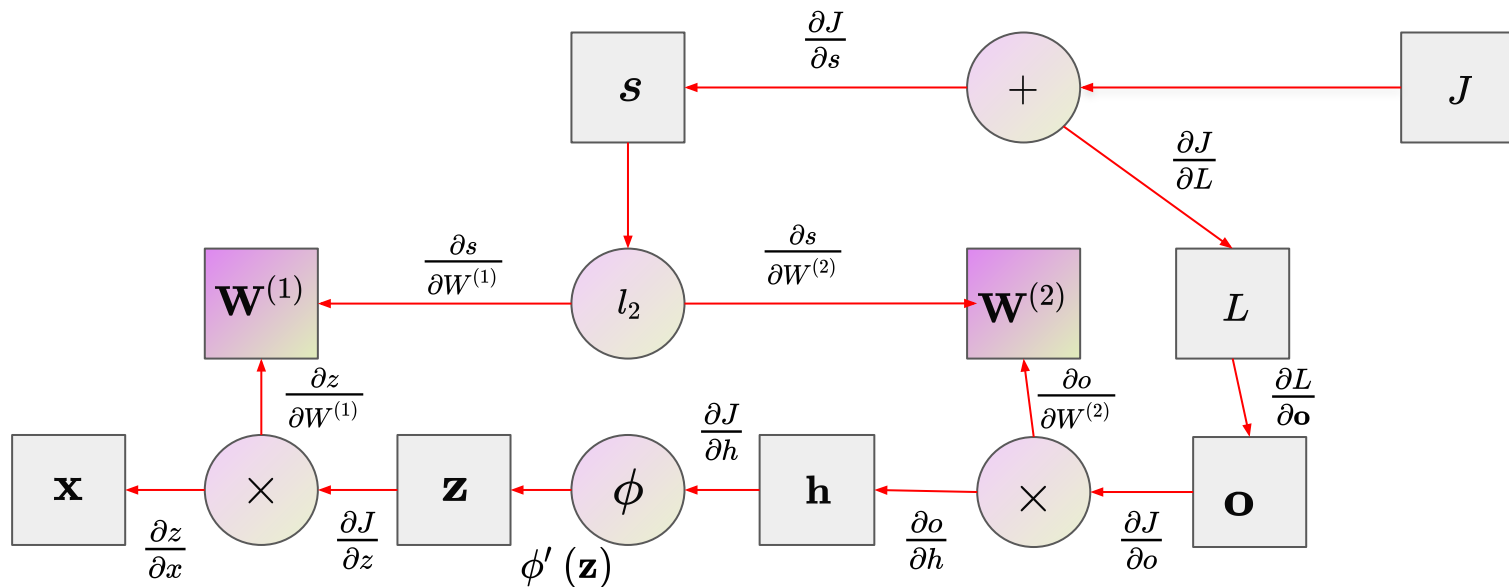 ∂J/∂s
s
+
J
∂J/∂L
∂s/∂W^(1)
∂s/∂W^(2)
W^(1)
l_2
W^(2)
L
∂z/∂W^(1)
∂o/∂W^(2)
∂L/∂o
∂J/∂h
x
×
z
ϕ
h
×
o
∂z/∂x
∂J/∂z
ϕ′ (z)
∂o/∂h
∂J/∂o